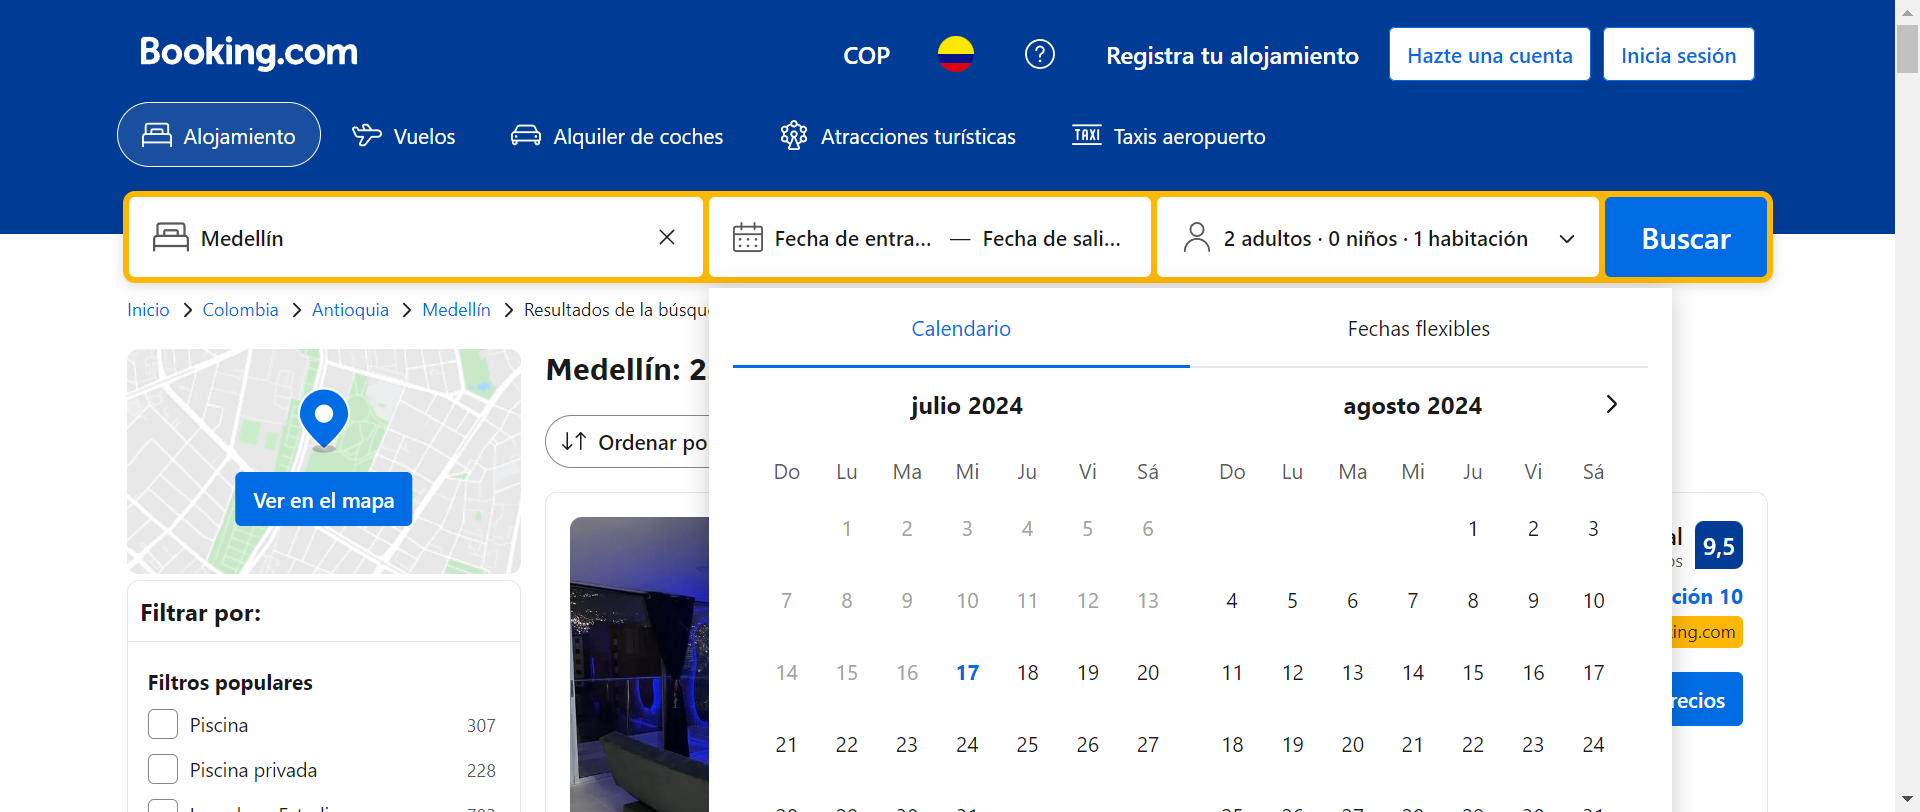 Booking.com
COP
Registra tu alojamiento
Hazte una cuenta
Inicia sesión
Alojamiento
Vuelos
Alquiler de coches
Atracciones turísticas
TAXI
Taxis aeropuerto
Medellín
Fecha de entra... — Fecha de sali...
2 adultos · 0 niños · 1 habitación
Buscar
Inicio > Colombia > Antioquia > Medellín > Resultados de la búsqu
Ver en el mapa
Filtrar por:
Filtros populares
Piscina 307
Piscina privada 228
Medellín: 2
Ordenar po
Calendario
Fechas flexibles
julio 2024
Do Lu Ma Mi Ju Vi Sá
1 2 3 4 5 6
7 8 9 10 11 12 13
14 15 16 17 18 19 20
21 22 23 24 25 26 27
agosto 2024
Do Lu Ma Mi Ju Vi Sá
1 2 3
4 5 6 7 8 9 10
11 12 13 14 15 16 17
18 19 20 21 22 23 24
9,5
ción 10
ing.com
recios